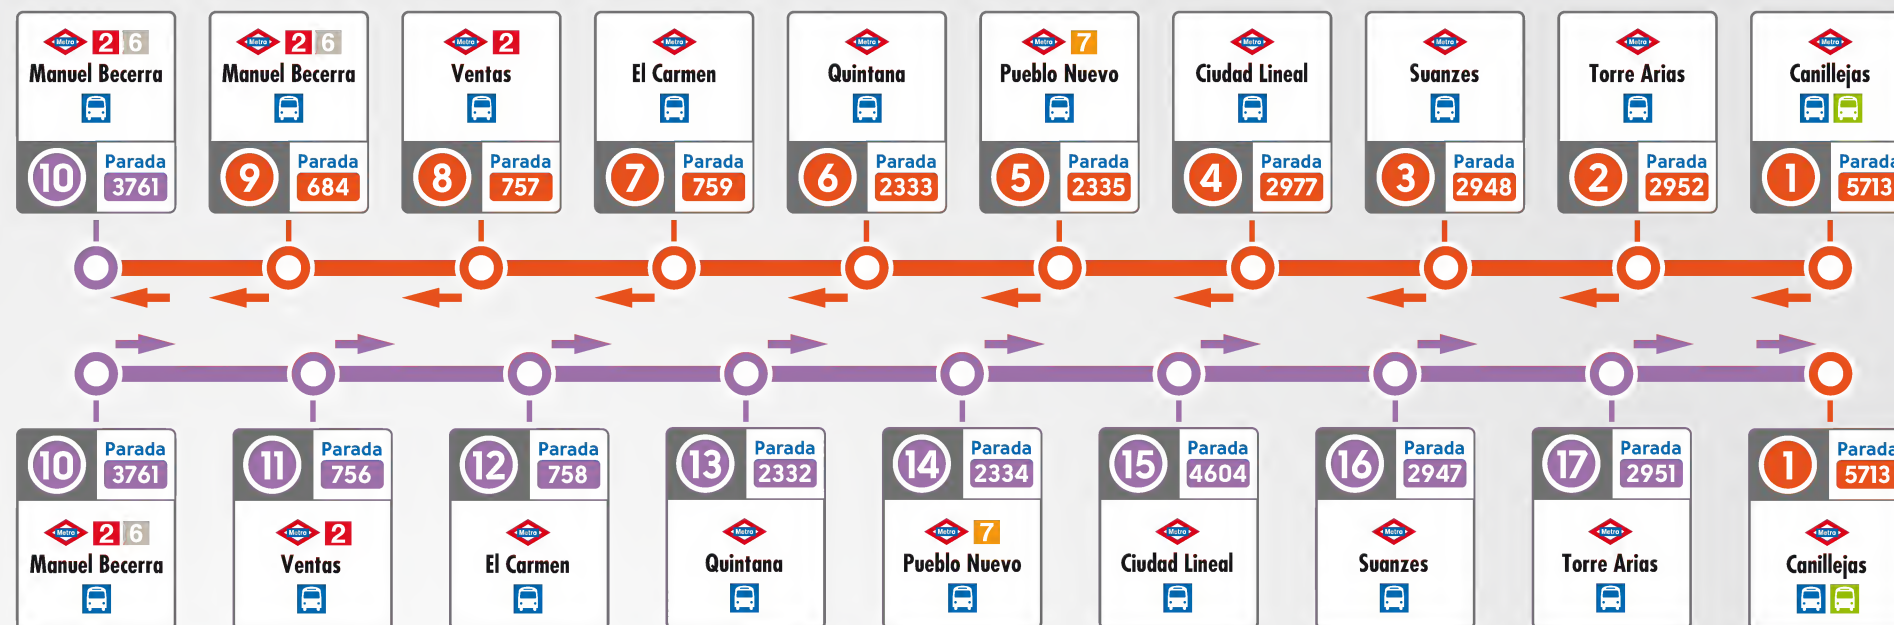 Metro 2 6
Manuel Becerra
10 Parada 3761
Metro 2 6
Manuel Becerra
9 Parada 684
Metro 2
Ventas
8 Parada 757
Metro
El Carmen
7 Parada 759
Metro
Quintana
6 Parada 2333
Metro 7
Pueblo Nuevo
5 Parada 2335
Metro
Ciudad Lineal
4 Parada 2977
Metro
Suanzes
3 Parada 2948
Metro
Torre Arias
2 Parada 2952
Metro
Canillejas
1 Parada 5713
10 Parada 3761
Metro 2 6
Manuel Becerra
11 Parada 756
Metro 2
Ventas
12 Parada 758
Metro
El Carmen
13 Parada 2332
Metro
Quintana
14 Parada 2334
Metro 7
Pueblo Nuevo
15 Parada 4604
Metro
Ciudad Lineal
16 Parada 2947
Metro
Suanzes
17 Parada 2951
Metro
Torre Arias
1 Parada 5713
Metro
Canillejas